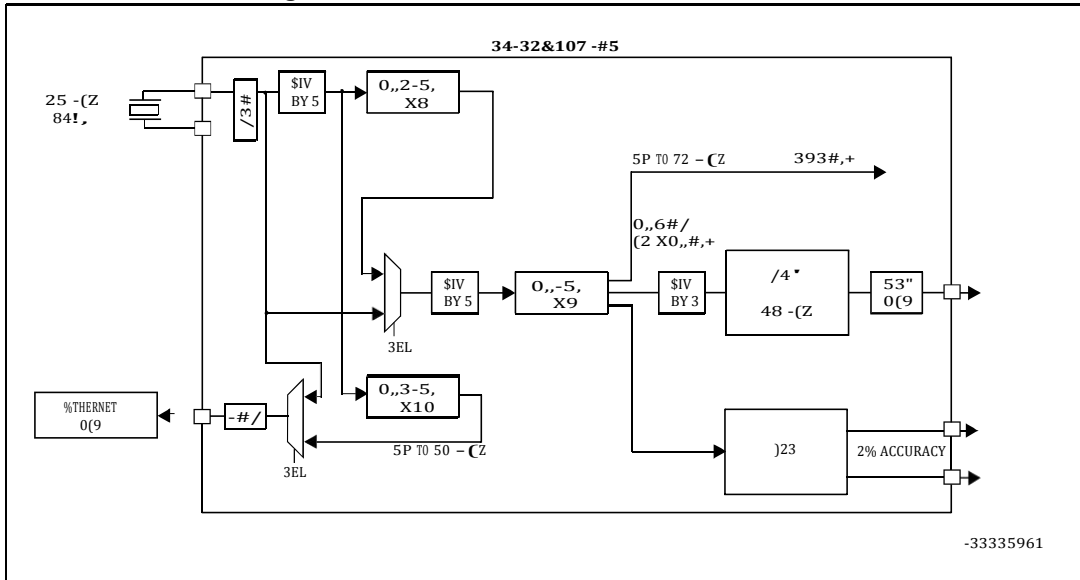 34-32&107 -#5
25 -(Z
84!,
/3#
$IV
BY 5
0,,2-5,
X8
5P TO 72 -(Z
393#,+
0,,6#/
(2 X0,,#,+
$IV
BY 5
0,,-5,
X9
$IV
BY 3
/4'
48 -(Z
53"
0(9
3EL
%THERNET
0(9
-#/
3EL
0,,3-5,
X10
5P TO 50 -(Z
)23
2% ACCURACY
-33335961